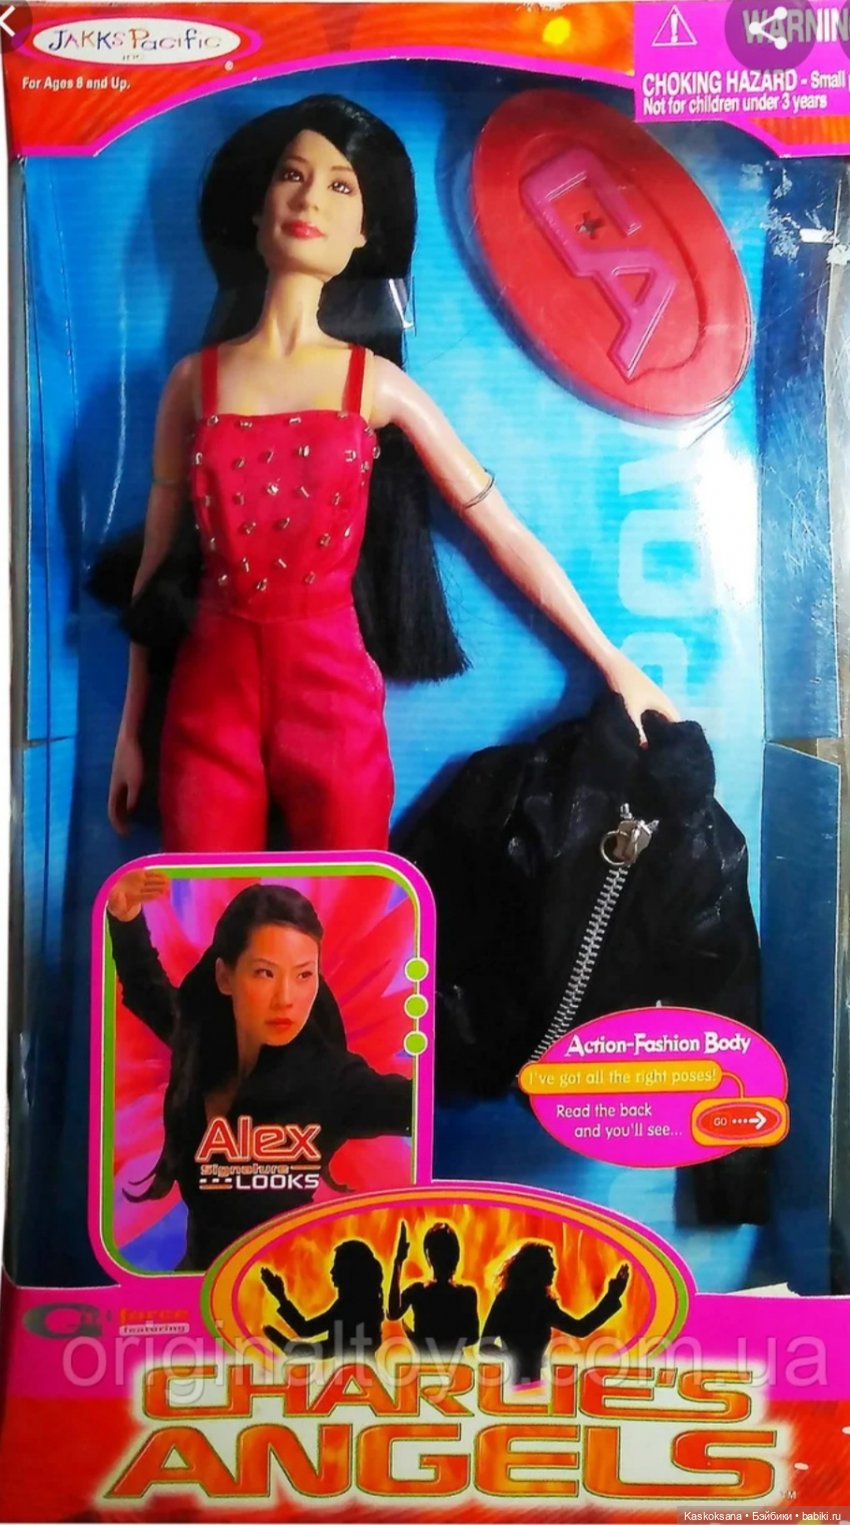 JAKKS Pacific
INC.
®
For Ages 8 and Up.
WARNIN
CHOKING HAZARD - Small
Not for children under 3 years
CA
Action-Fashion Body
I've got all the right poses!
Read the back
and you'll see...
GO
Alex
Signature
LOOKS
force
featuring
originaltoys.com.ua
CHARLIE'S
ANGELS
TM
Kaskoksana • Бэйбики • babiki.ru